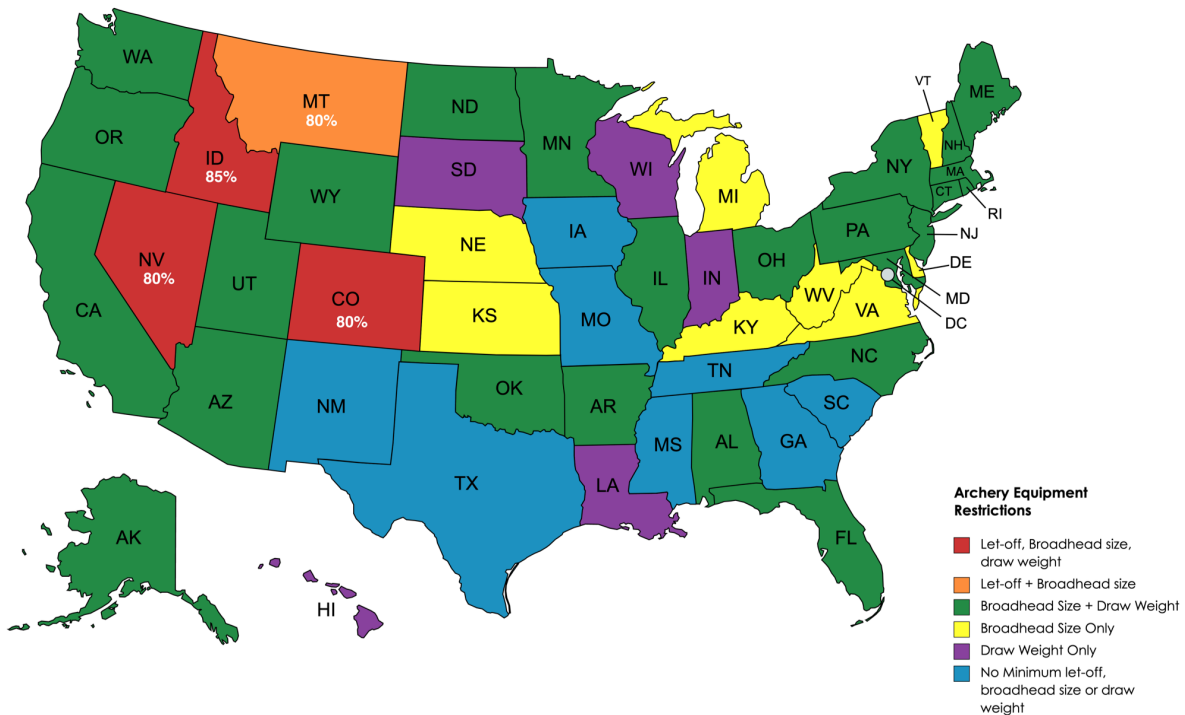 WA
MT
80%
ND
MN
VT
ME
OR
ID
85%
SD
WI
NY
NH
MA
CT
RI
WY
MI
NV
80%
UT
CO
80%
NE
IA
IL
IN
OH
PA
NJ
DE
MD
DC
CA
KS
MO
KY
WV
VA
AZ
NM
OK
AR
TN
NC
SC
TX
LA
MS
AL
GA
FL
AK
HI
Archery Equipment
Restrictions
Let-off, Broadhead size,
draw weight
Let-off + Broadhead size
Broadhead Size + Draw Weight
Broadhead Size Only
Draw Weight Only
No Minimum let-off,
broadhead size or draw
weight